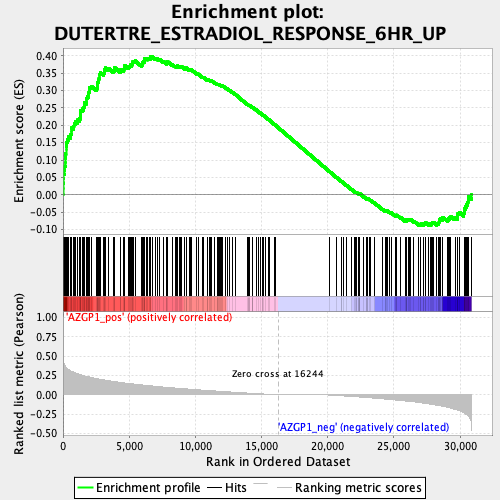 Enrichment plot:
DUTERTRE_ESTRADIOL_RESPONSE_6HR_UP
Enrichment score (ES)
0.40
0.35
0.30
0.25
0.20
0.15
0.10
0.05
0.00
-0.05
-0.10
'AZGP1_pos' (positively correlated)
Ranked list metric (Pearson)
1.00
0.75
0.50
0.25
0.00
-0.25
-0.50
Zero cross at 16244
'AZGP1_neg' (negatively correlated)
0 5,000 10,000 15,000 20,000 25,000 30,000
Rank in Ordered Dataset
Enrichment profile Hits Ranking metric scores